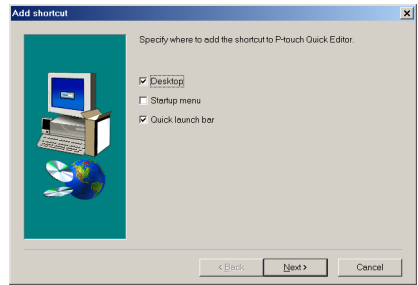 Add shortcut
Specify where to add the shortcut to P-touch Quick Editor.
Desktop
Startup menu
Quick launch bar
< Back
Next >
Cancel